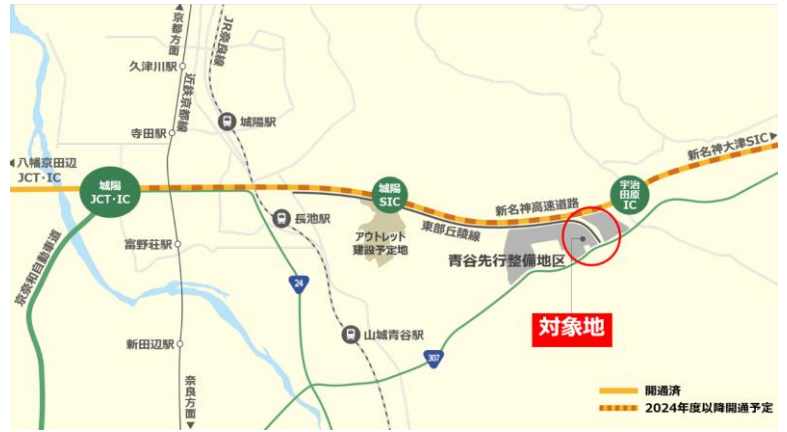 ▲京都方面
JR奈良線
久津川駅
近鉄京都線
城陽駅
寺田駅
新名神大津SIC▶
◀八幡京田辺
JCT・IC
城陽
JCT・IC
城陽
SIC
宇治
田原
IC
新名神高速道路
長池駅
東部丘陵線
アウトレット
建設予定地
富野荘駅
青谷先行整備地区
京奈和自動車道
24
対象地
山城青谷駅
新田辺駅
307
奈良方面▼
開通済
2024年度以降開通予定